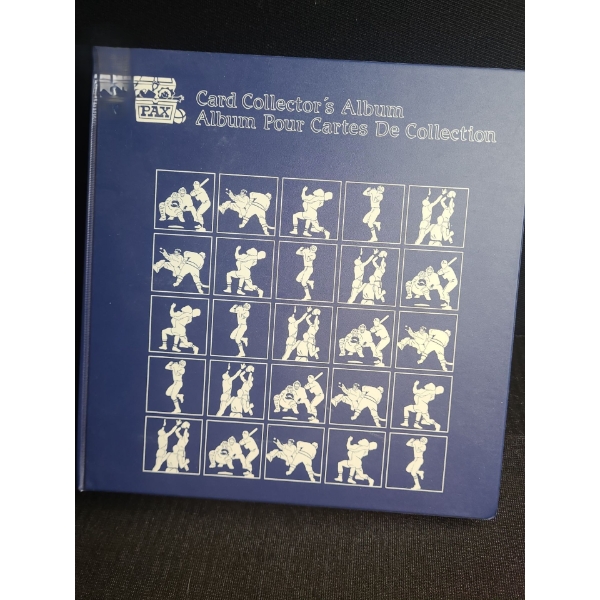 PAX
Card Collector's Album
Album Pour Cartes De Collection